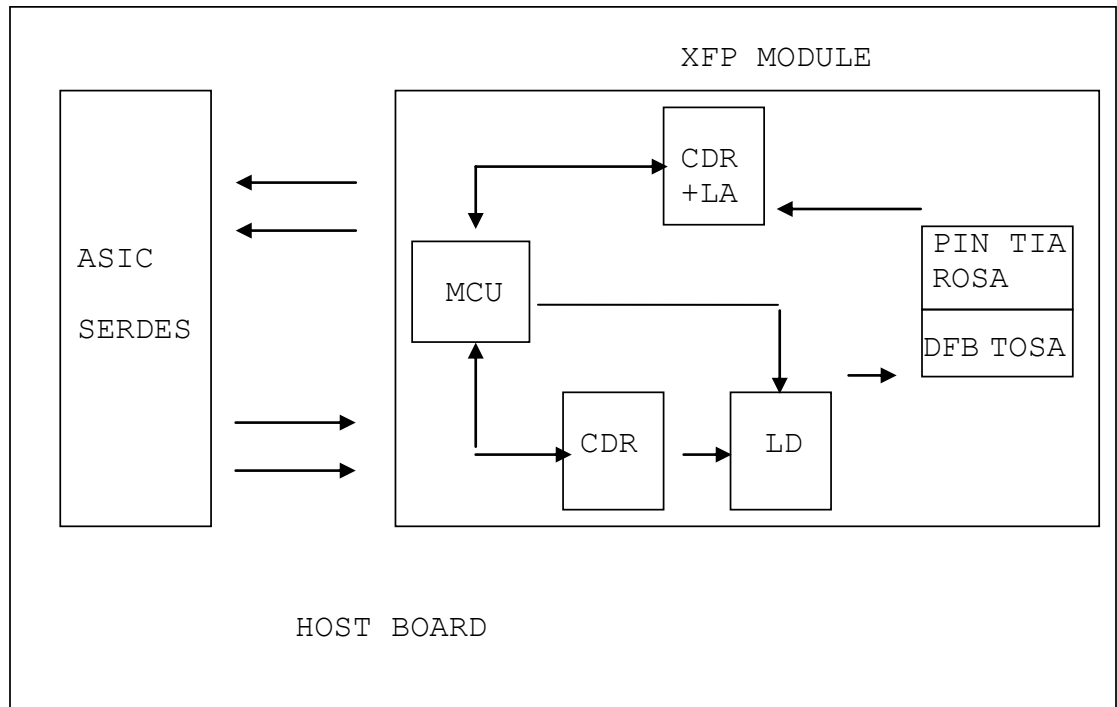 XFP MODULE
CDR
+LA
ASIC
SERDES
MCU
PIN TIA
ROSA
DFB TOSA
CDR
LD
HOST BOARD